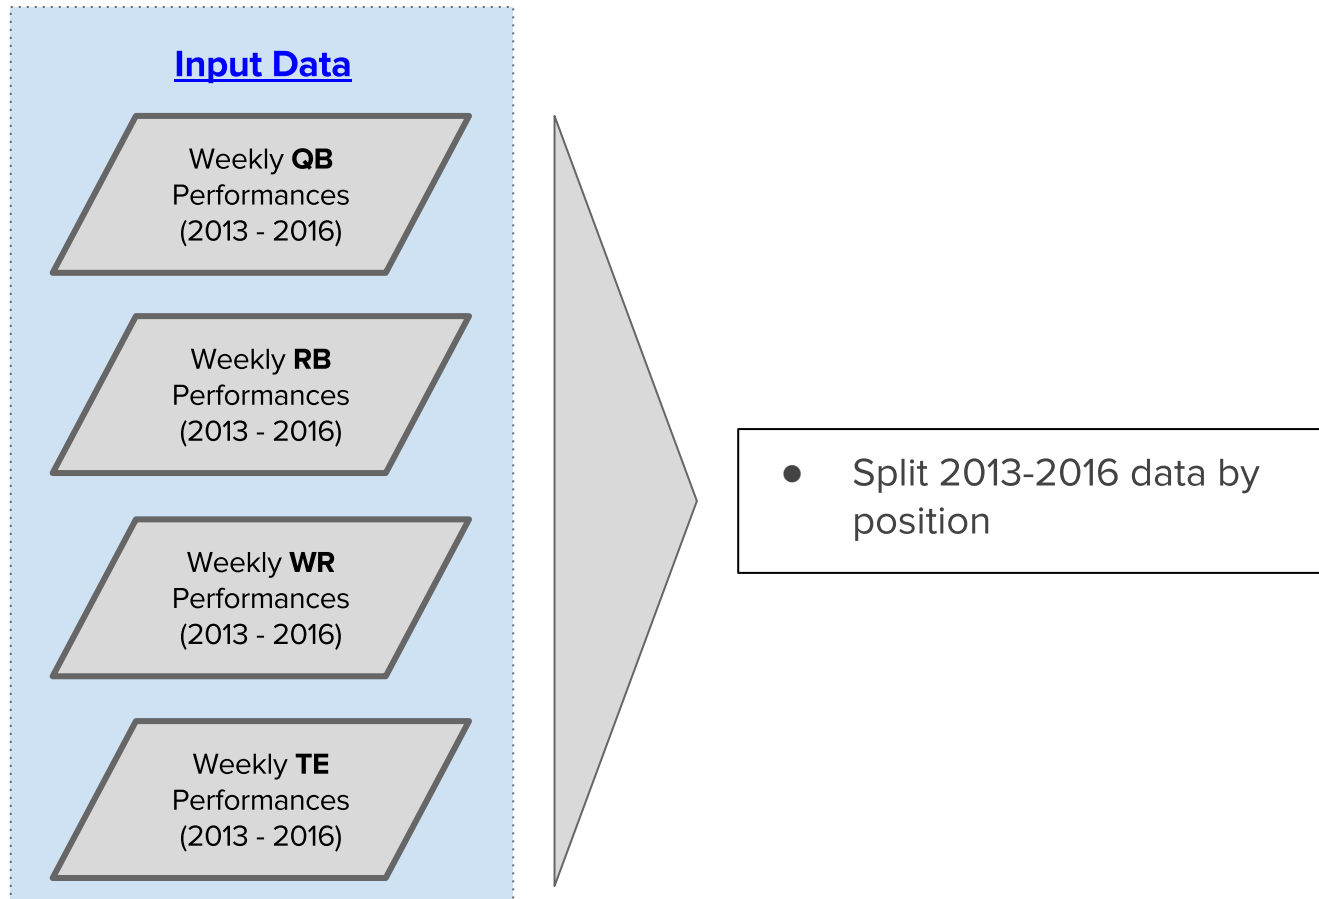 Input Data
Weekly QB
Performances
(2013 - 2016)
Weekly RB
Performances
(2013 - 2016)
Weekly WR
Performances
(2013 - 2016)
Weekly TE
Performances
(2013 - 2016)
● Split 2013-2016 data by
position